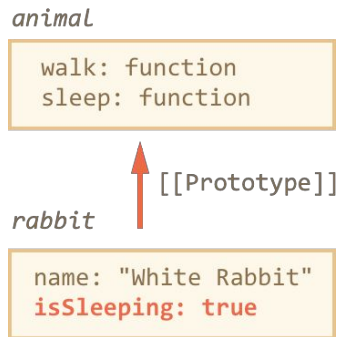 animal
walk: function
sleep: function
[[Prototype]]
rabbit
name: "White Rabbit"
isSleeping: true